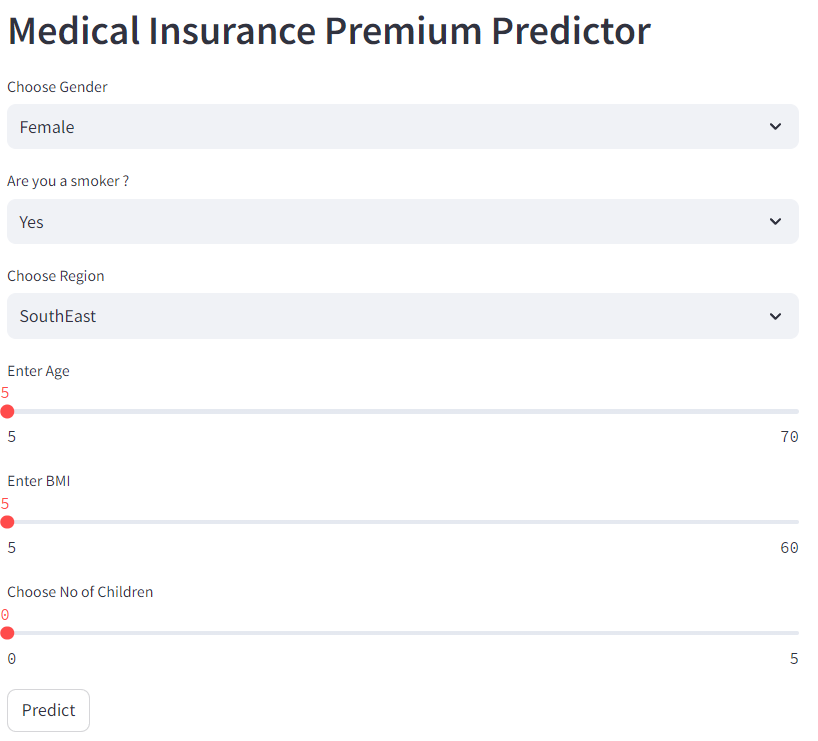 Medical Insurance Premium Predictor
Choose Gender
Female
Are you a smoker ?
Yes
Choose Region
SouthEast
Enter Age
5
5 70
Enter BMI
5
5 60
Choose No of Children
0
0 5
Predict